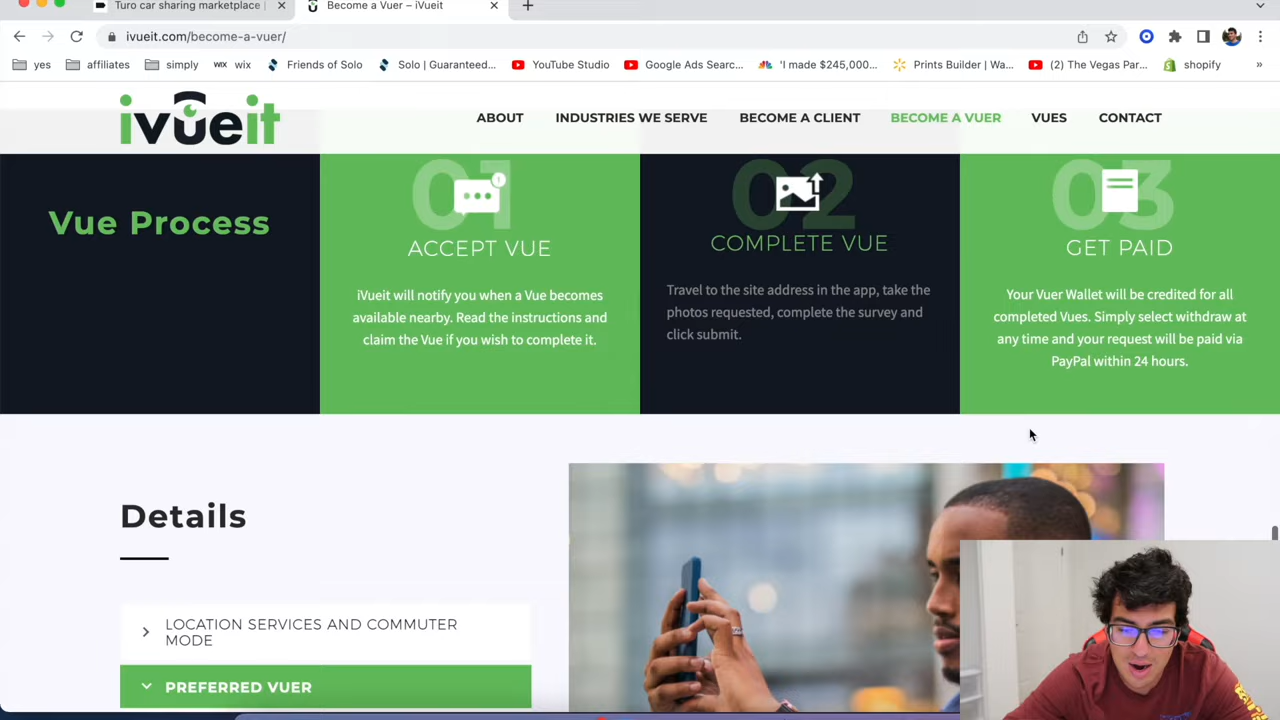 Turo car sharing marketplace |
Become a Vuer – iVueit
ivueit.com/become-a-vuer/
yes
affiliates
simply
WIX
wix
Friends of Solo
Solo | Guaranteed...
YouTube Studio
Google Ads Searc...
'I made $245,000...
Prints Builder | Wa...
(2) The Vegas Par...
shopify
»
ivueit
ABOUT
INDUSTRIES WE SERVE
BECOME A CLIENT
BECOME A VUER
VUES
CONTACT
Vue Process
01
ACCEPT VUE
iVueit will notify you when a Vue becomes
available nearby. Read the instructions and
claim the Vue if you wish to complete it.
02
COMPLETE VUE
Travel to the site address in the app, take the
photos requested, complete the survey and
click submit.
03
GET PAID
Your Vuer Wallet will be credited for all
completed Vues. Simply select withdraw at
any time and your request will be paid via
PayPal within 24 hours.
Details
LOCATION SERVICES AND COMMUTER
MODE
PREFERRED VUER